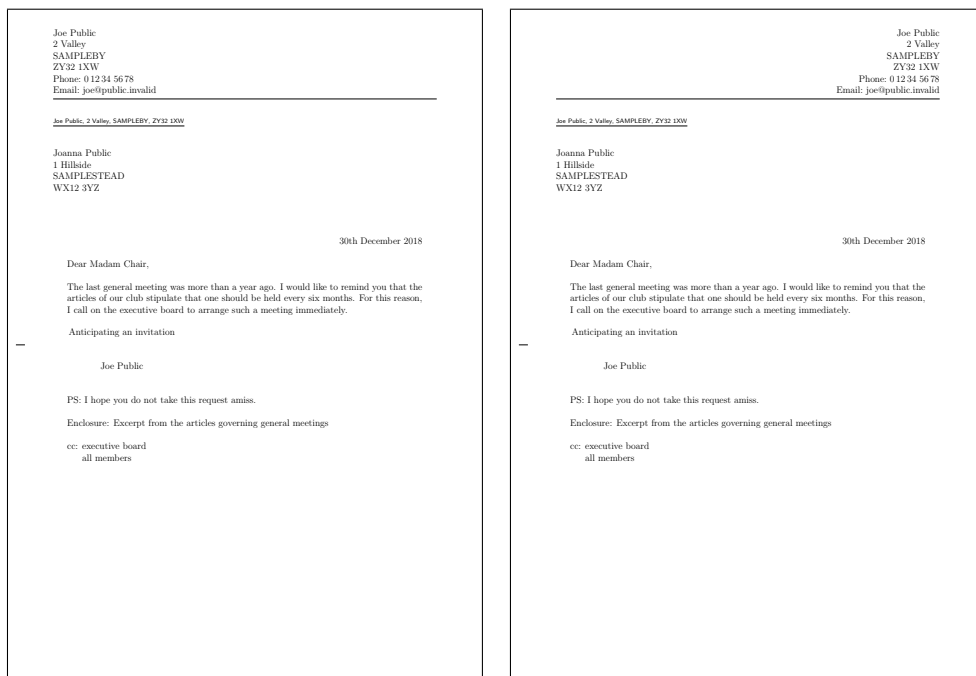 Joe Public
2 Valley
SAMPLEBY
ZY32 1XW
Phone: 0 12 34 56 78
Email: joe@public.invalid
Joe Public, 2 Valley, SAMPLEBY, ZY32 1XW
Joanna Public
1 Hillside
SAMPLESTEAD
WX12 3YZ
30th December 2018
Dear Madam Chair,
The last general meeting was more than a year ago. I would like to remind you that the
articles of our club stipulate that one should be held every six months. For this reason,
I call on the executive board to arrange such a meeting immediately.
Anticipating an invitation
Joe Public
PS: I hope you do not take this request amiss.
Enclosure: Excerpt from the articles governing general meetings
cc: executive board
all members
Joe Public
2 Valley
SAMPLEBY
ZY32 1XW
Phone: 0 12 34 56 78
Email: joe@public.invalid
Joe Public, 2 Valley, SAMPLEBY, ZY32 1XW
Joanna Public
1 Hillside
SAMPLESTEAD
WX12 3YZ
30th December 2018
Dear Madam Chair,
The last general meeting was more than a year ago. I would like to remind you that the
articles of our club stipulate that one should be held every six months. For this reason,
I call on the executive board to arrange such a meeting immediately.
Anticipating an invitation
Joe Public
PS: I hope you do not take this request amiss.
Enclosure: Excerpt from the articles governing general meetings
cc: executive board
all members